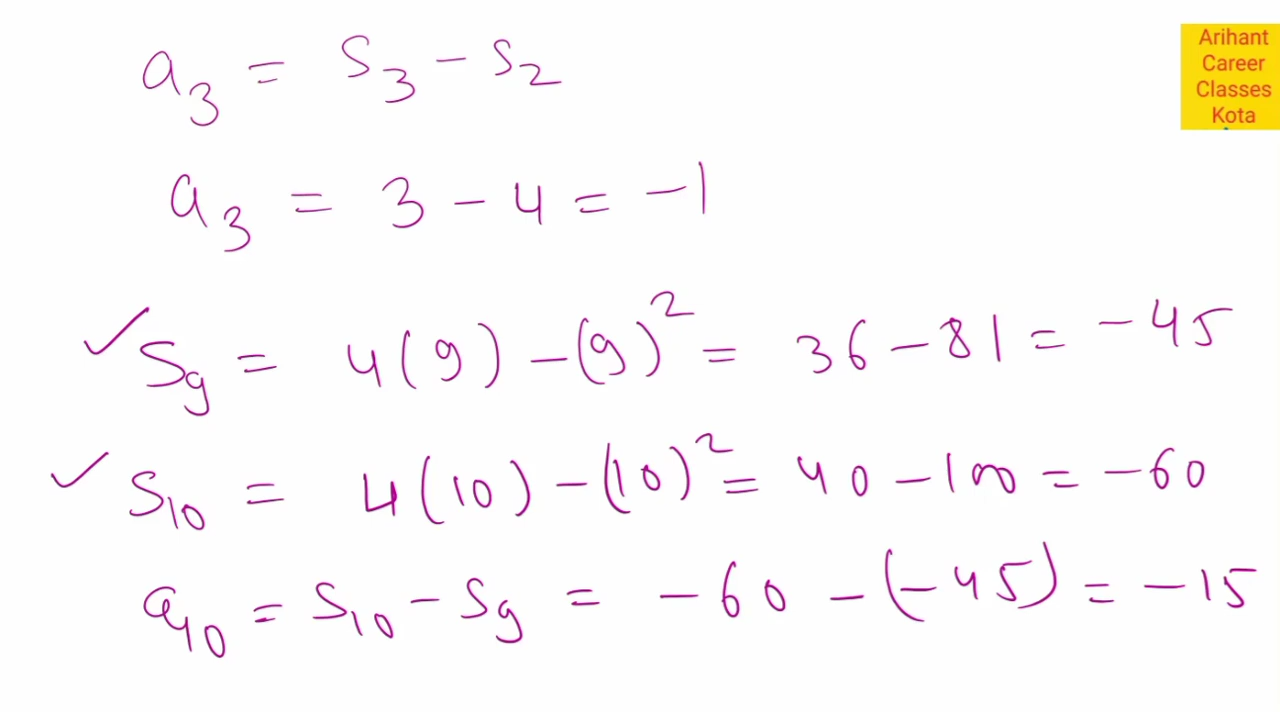 Arihant
Career
Classes
Kota
a₃ = S₃ - S₂
a₃ = 3 - 4 = -1
✓ S₉ = 4(9) - (9)² = 36 - 81 = -45
✓ S₁₀ = 4(10) - (10)² = 40 - 100 = -60
a₁₀ = S₁₀ - S₉ = -60 - (-45) = -15